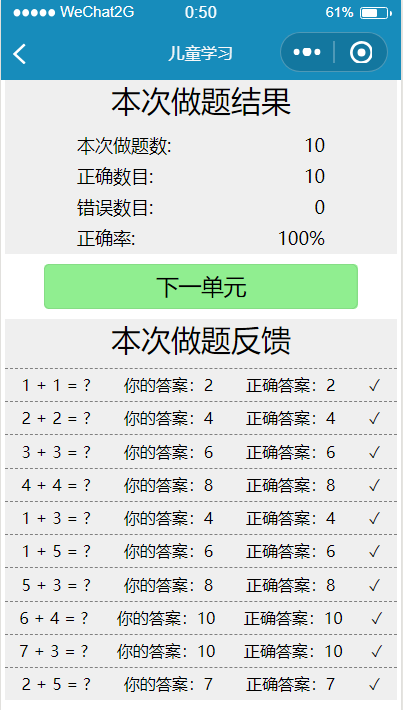 WeChat2G 0:50 61%
儿童学习
本次做题结果
本次做题数: 10
正确数目: 10
错误数目: 0
正确率: 100%
下一单元
本次做题反馈
1 + 1 = ? 你的答案：2 正确答案：2 ✓
2 + 2 = ? 你的答案：4 正确答案：4 ✓
3 + 3 = ? 你的答案：6 正确答案：6 ✓
4 + 4 = ? 你的答案：8 正确答案：8 ✓
1 + 3 = ? 你的答案：4 正确答案：4 ✓
1 + 5 = ? 你的答案：6 正确答案：6 ✓
5 + 3 = ? 你的答案：8 正确答案：8 ✓
6 + 4 = ? 你的答案：10 正确答案：10 ✓
7 + 3 = ? 你的答案：10 正确答案：10 ✓
2 + 5 = ? 你的答案：7 正确答案：7 ✓